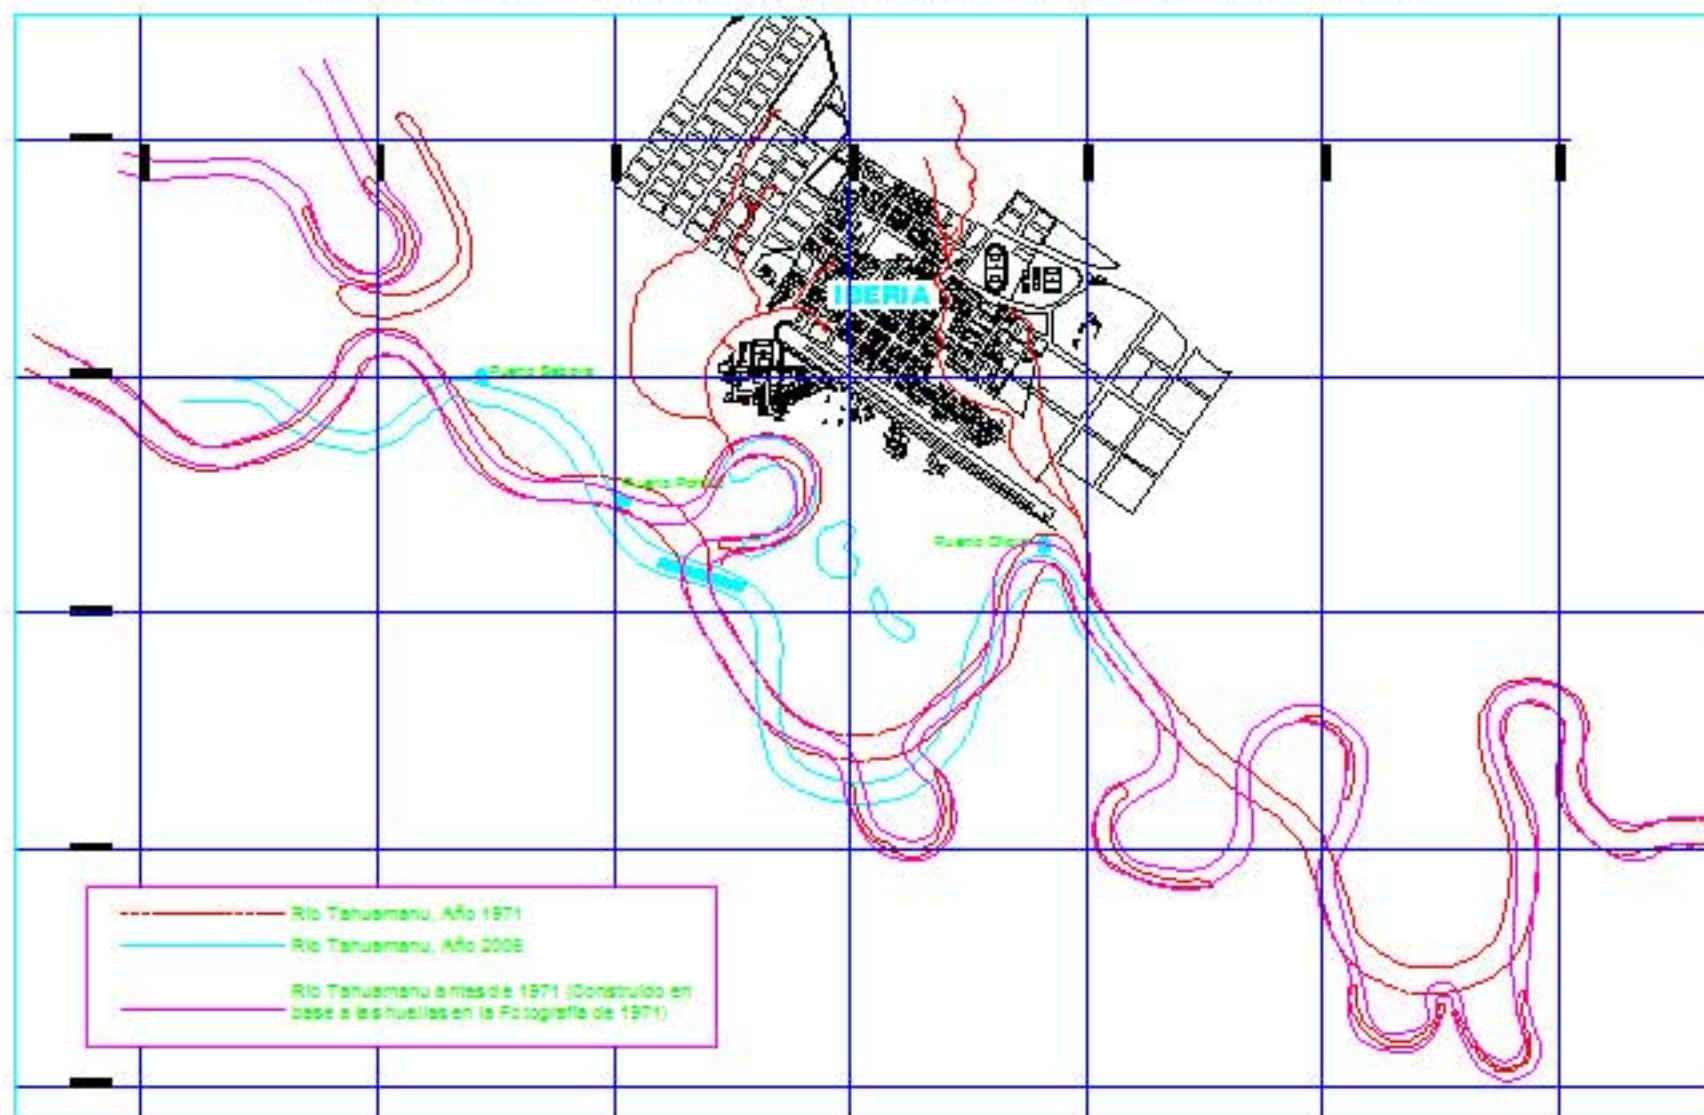 IBERIA
Puerto
Puerto
Puerto
Río Tahuamanu, Año 1971
Río Tahuamanu, Año
Río Tahuamanu antes de 1971 (Construido en
base a las huellas en la Fotografía de 1971)